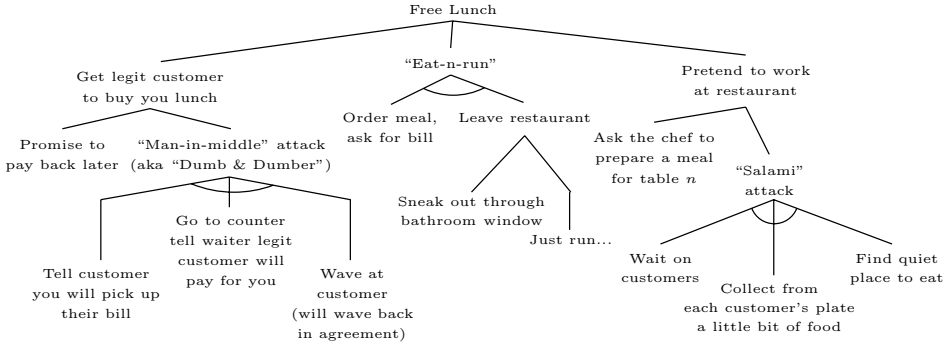 Free Lunch
Get legit customer
to buy you lunch
“Eat-n-run”
Pretend to work
at restaurant
Promise to
pay back later
“Man-in-middle” attack
(aka “Dumb & Dumber”)
Order meal,
ask for bill
Leave restaurant
Ask the chef to
prepare a meal
for table n
“Salami”
attack
Tell customer
you will pick up
their bill
Go to counter
tell waiter legit
customer will
pay for you
Wave at
customer
(will wave back
in agreement)
Sneak out through
bathroom window
Just run...
Wait on
customers
Collect from
each customer’s plate
a little bit of food
Find quiet
place to eat